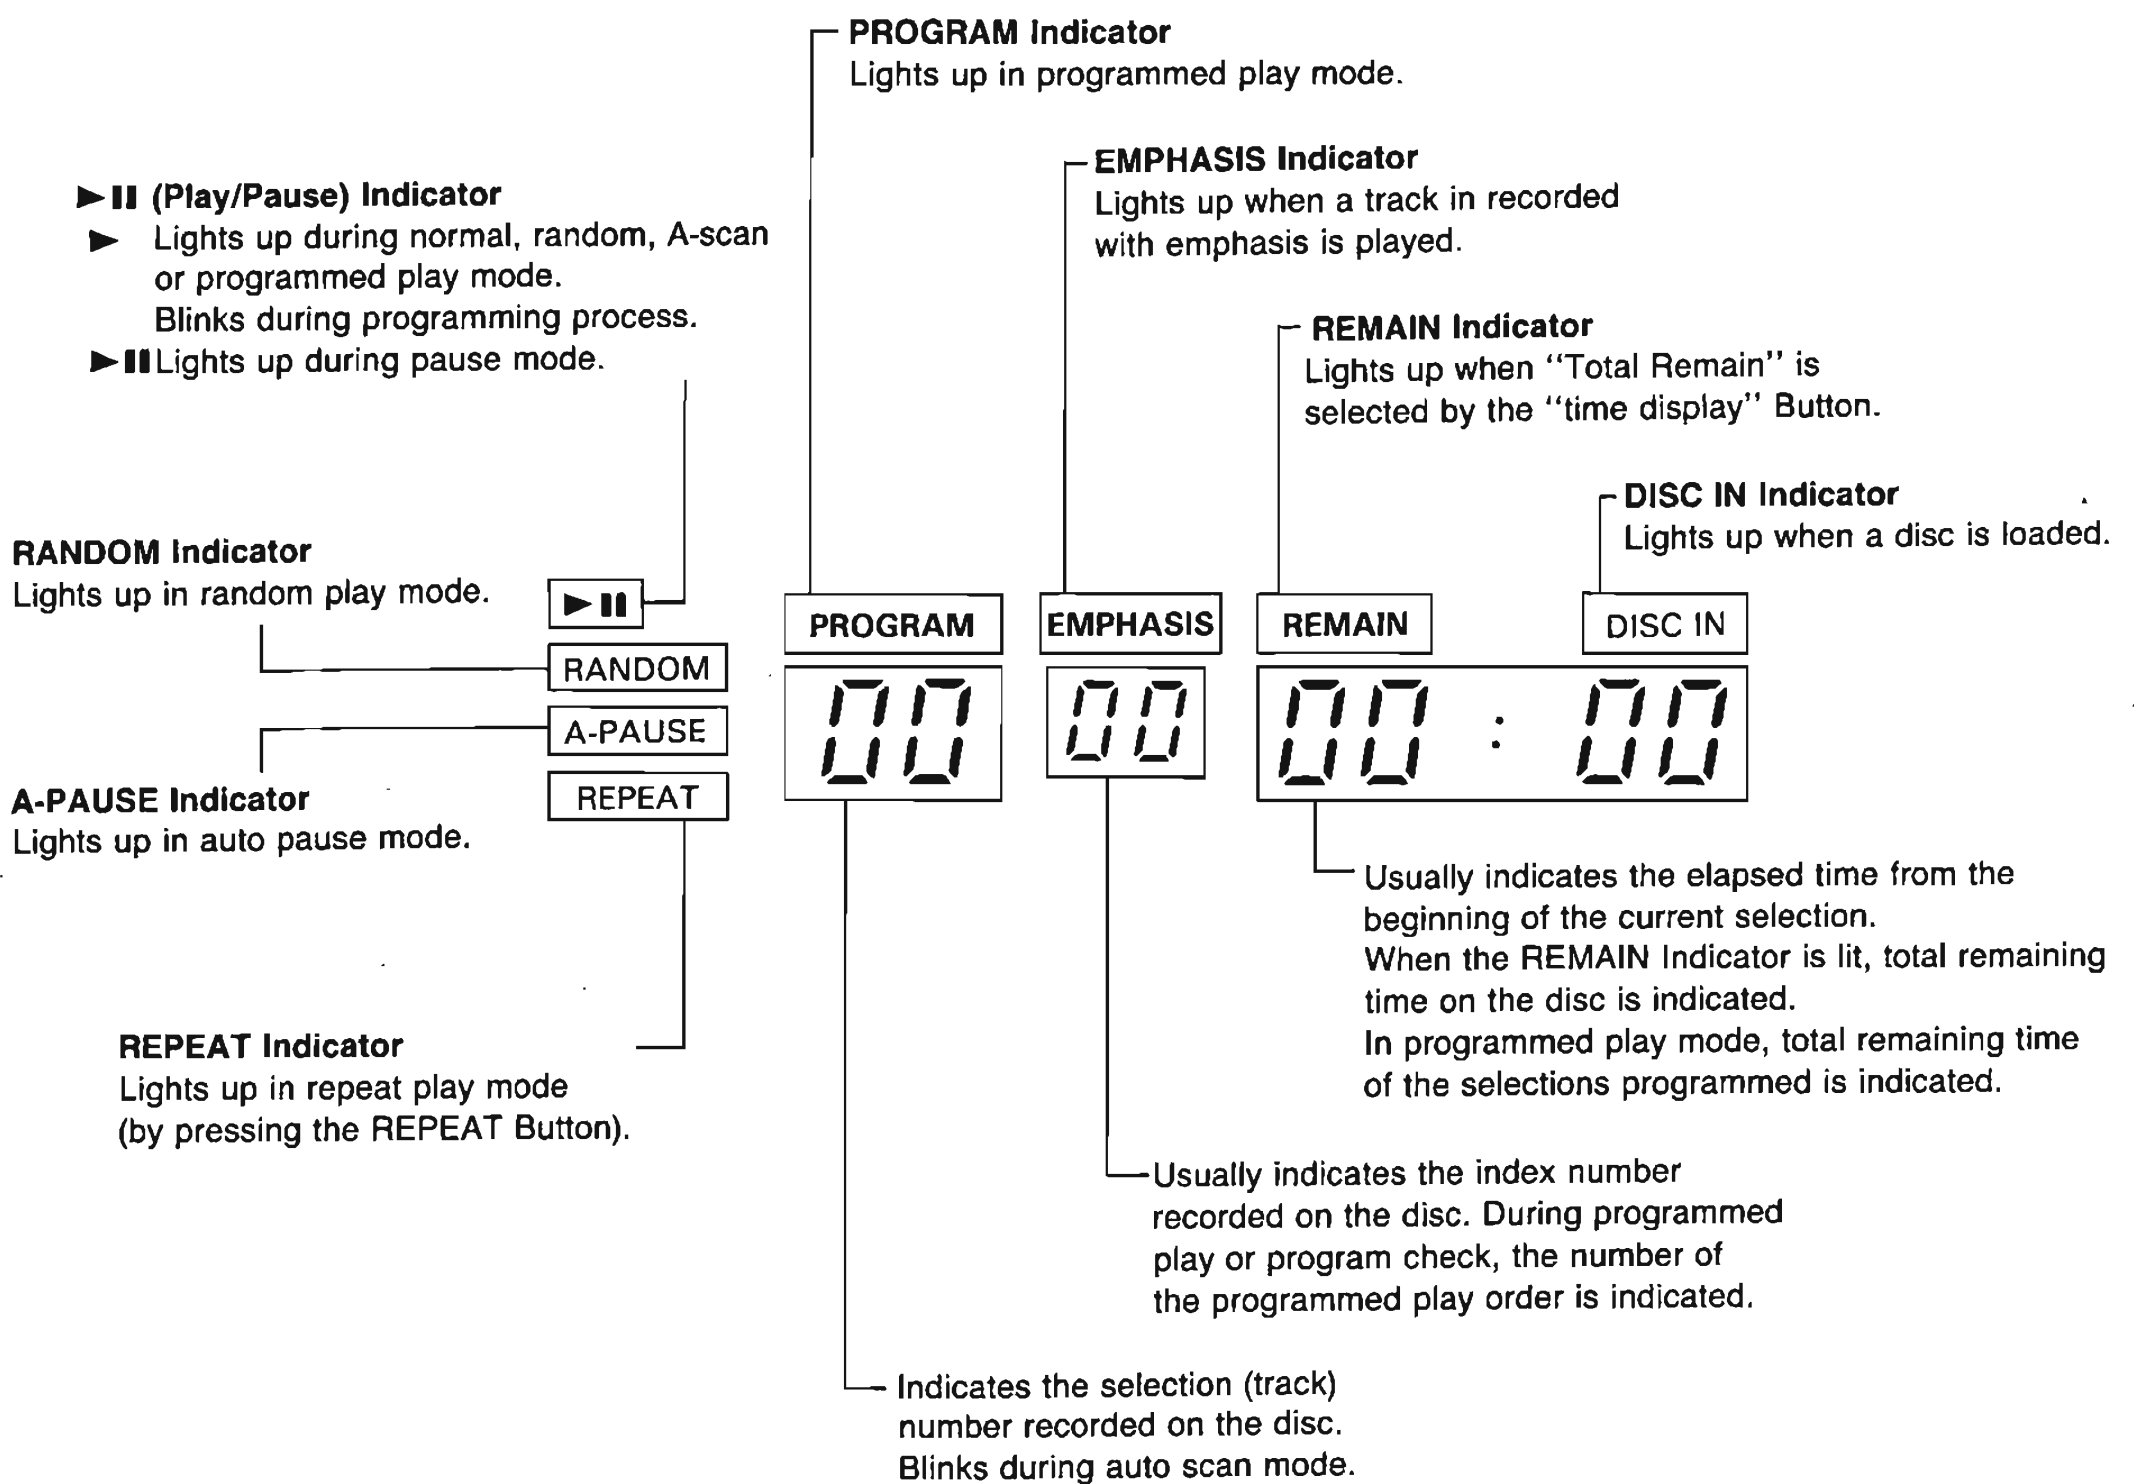 PROGRAM Indicator
Lights up in programmed play mode.
EMPHASIS Indicator
Lights up when a track in recorded
with emphasis is played.
►II (Play/Pause) Indicator
► Lights up during normal, random, A-scan
or programmed play mode.
Blinks during programming process.
►II Lights up during pause mode.
REMAIN Indicator
Lights up when ‘‘Total Remain’’ is
selected by the ‘‘time display’’ Button.
DISC IN Indicator
Lights up when a disc is loaded.
RANDOM Indicator
Lights up in random play mode.
►II
PROGRAM EMPHASIS REMAIN DISC IN
RANDOM
00 00 00 : 00
A-PAUSE
REPEAT
A-PAUSE Indicator
Lights up in auto pause mode.
Usually indicates the elapsed time from the
beginning of the current selection.
When the REMAIN Indicator is lit, total remaining
time on the disc is indicated.
In programmed play mode, total remaining time
of the selections programmed is indicated.
REPEAT Indicator
Lights up in repeat play mode
(by pressing the REPEAT Button).
Usually indicates the index number
recorded on the disc. During programmed
play or program check, the number of
the programmed play order is indicated.
Indicates the selection (track)
number recorded on the disc.
Blinks during auto scan mode.